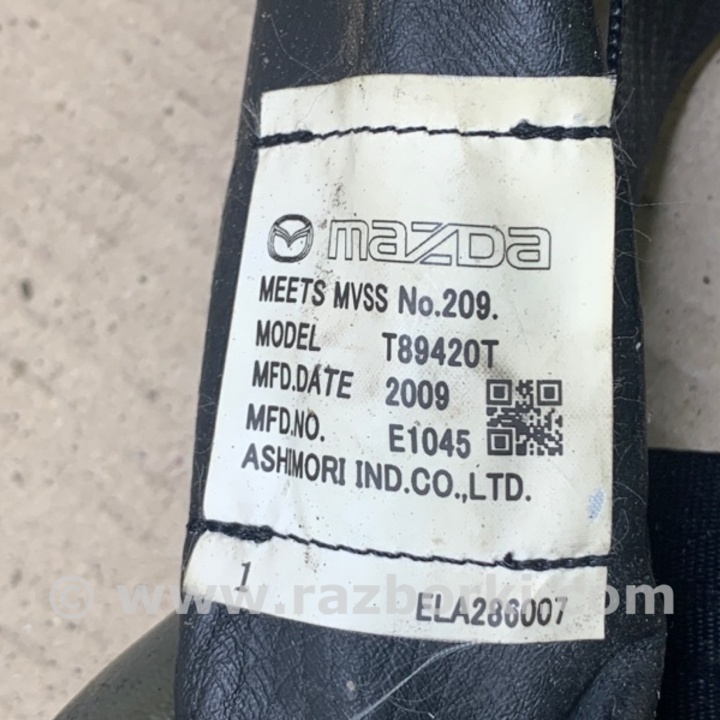 mazda
MEETS MVSS No.209.
MODEL T89420T
MFD.DATE 2009
MFD.NO. E1045
ASHIMORI IND.CO.,LTD.
1 ELA286007
© www.razborki.com